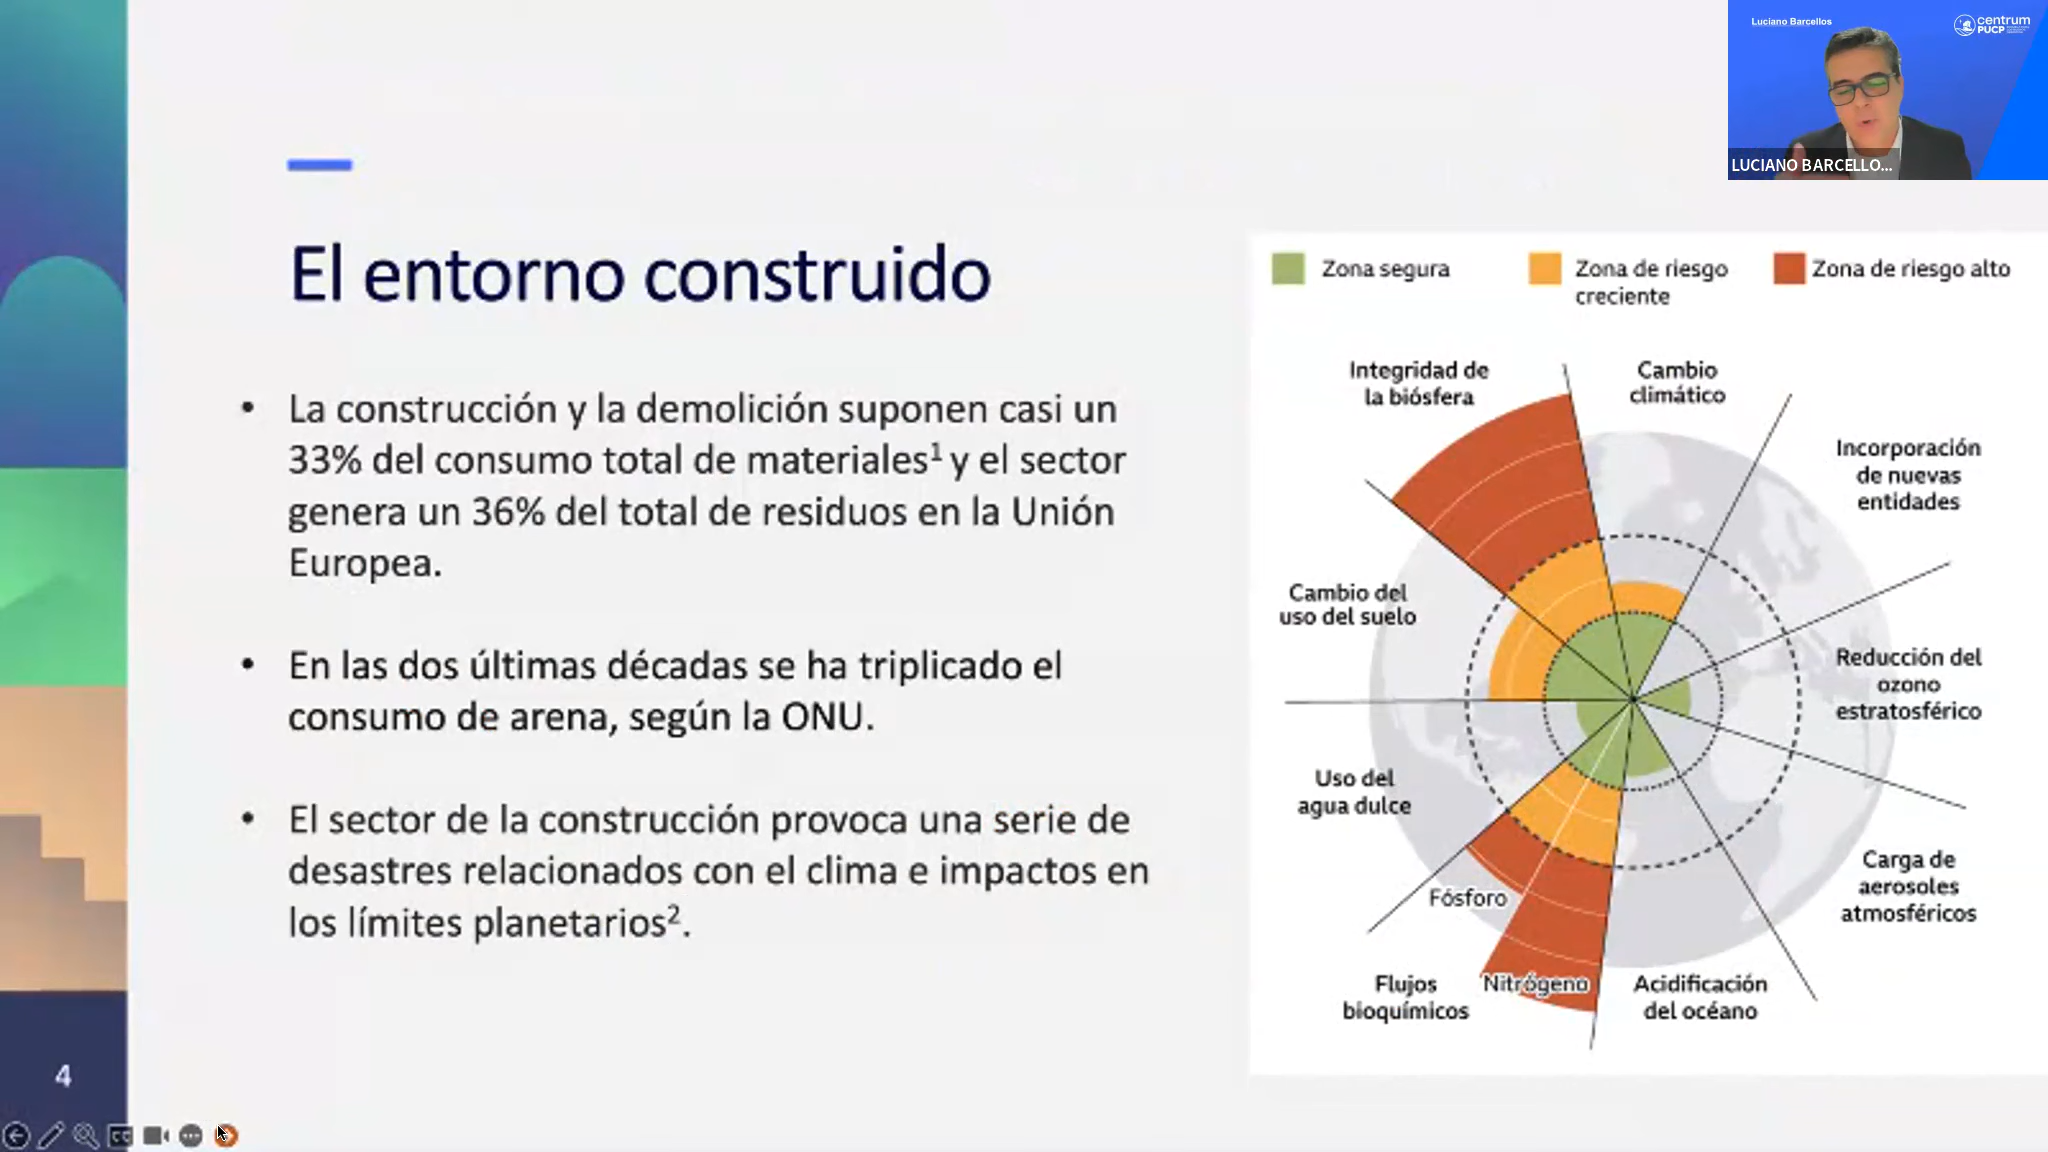 Luciano Barcellos
centrum
PUCP
LUCIANO BARCELLO...
El entorno construido
• La construcción y la demolición suponen casi un
33% del consumo total de materiales¹ y el sector
genera un 36% del total de residuos en la Unión
Europea.
• En las dos últimas décadas se ha triplicado el
consumo de arena, según la ONU.
• El sector de la construcción provoca una serie de
desastres relacionados con el clima e impactos en
los límites planetarios².
Zona segura
Zona de riesgo
creciente
Zona de riesgo alto
Integridad de
la biósfera
Cambio
climático
Incorporación
de nuevas
entidades
Cambio del
uso del suelo
Reducción del
ozono
estratosférico
Uso del
agua dulce
Carga de
aerosoles
atmosféricos
Fósforo
Nitrógeno
Flujos
bioquímicos
Acidificación
del océano
4
CC